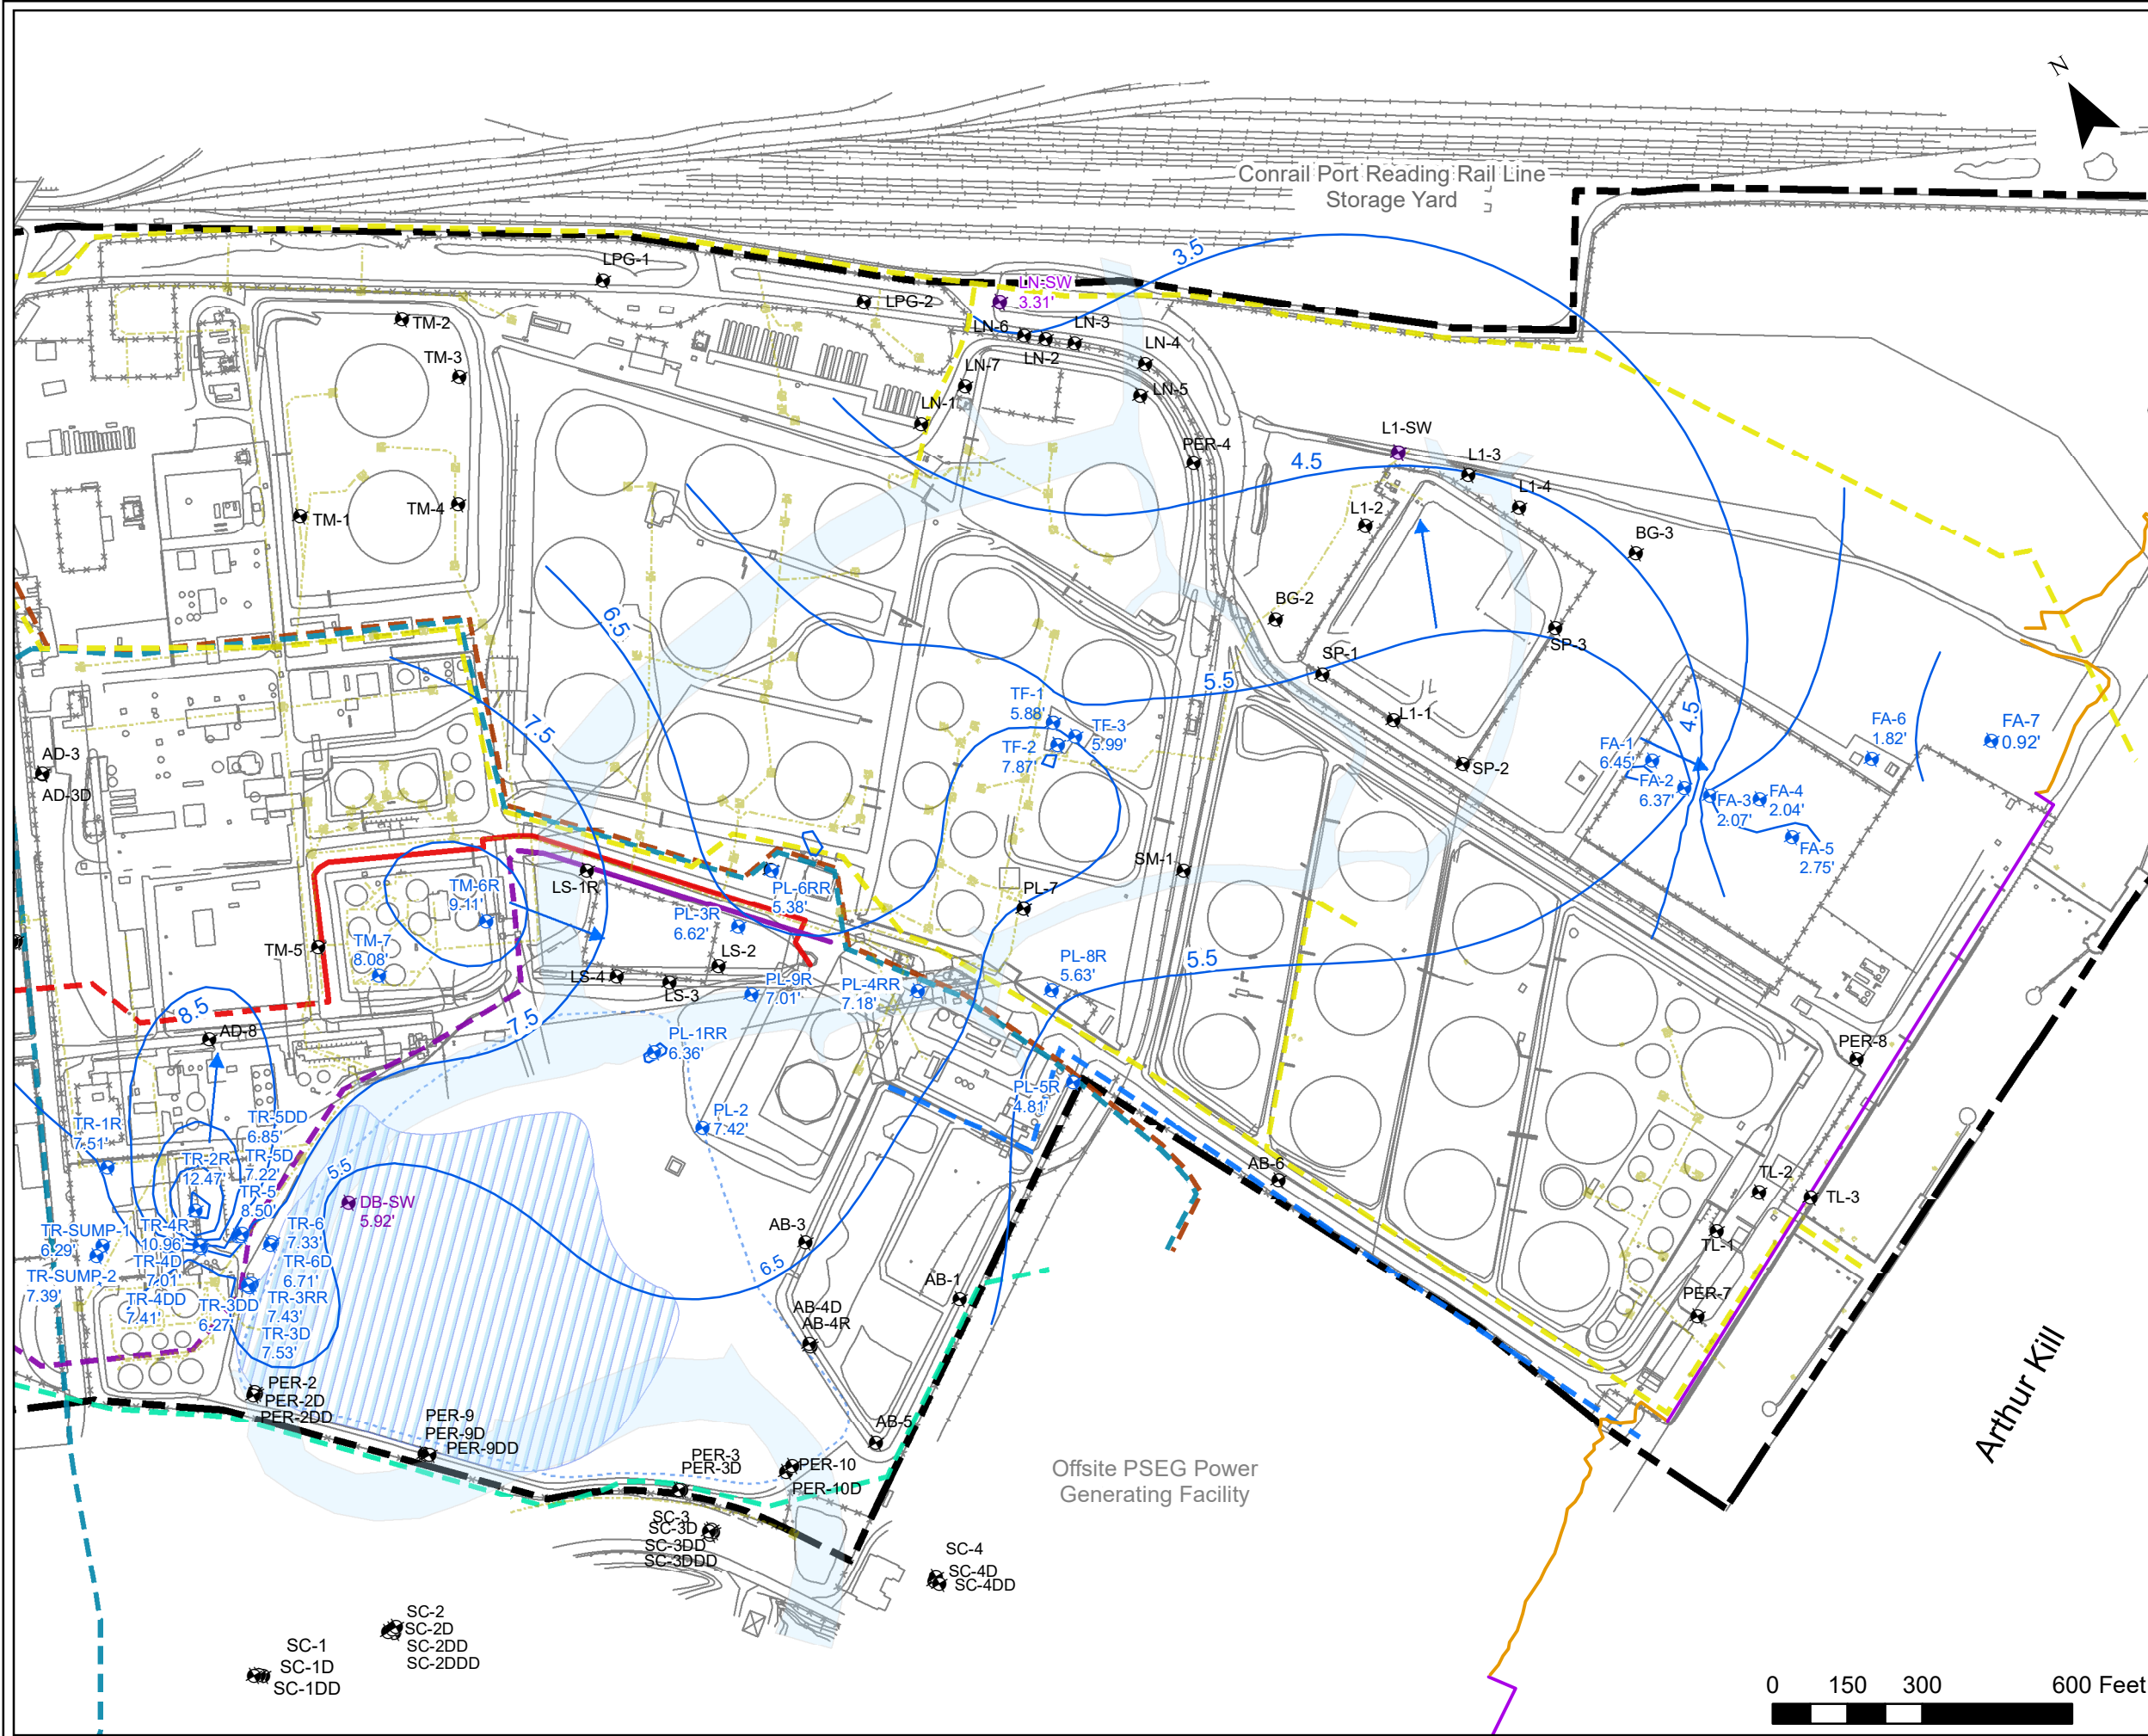 N
Conrail Port Reading Rail Line
Storage Yard
3.5
LPG-1
LPG-2
LN-SW
3.31'
TM-2
LN-6
LN-3
LN-2
LN-4
TM-3
LN-7
LN-5
LN-1
L1-SW
PER-4
L1-3
4.5
L1-4
TM-4
TM-1
L1-2
BG-3
BG-2
6.5
SP-3
SP-1
5.5
TF-1
5.88'
TF-3
5.99'
TF-2
7.87'
L1-1
4.5
7.5
FA-6
1.82'
FA-7
0.92'
FA-1
6.45'
AD-3
AD-3D
SP-2
FA-2
6.37'
FA-3
2.07'
FA-4
2.04'
FA-5
2.75'
SM-1
LS-1R
TM-6R
9.11'
PL-6RR
5.38'
PL-7
PL-3R
6.62'
TM-5
TM-7
8.08'
LS-2
LS-4
LS-3
PL-9R
7.01'
PL-4RR
7.18'
PL-8R
5.63'
5.5
8.5
7.5
AD-8
PL-1RR
6.36'
PER-8
PL-5R
4.81'
TR-1R
7.51'
TR-5DD
6.85'
PL-2
7.42'
TR-2R
12.47'
TR-5D
7.22'
5.5
AB-6
TL-2
TL-3
TR-5
8.50'
DB-SW
5.92'
TR-SUMP-1
6.29'
TR-4R
10.96'
TR-6
7.33'
AB-3
TL-1
TR-SUMP-2
7.39'
TR-4D
7.01'
TR-6D
6.71'
6.5
TR-4DD
7.41'
TR-3DD
6.27'
TR-3RR
7.43'
TR-3D
7.53'
AB-1
AB-4D
AB-4R
PER-7
Arthur Kill
PER-2
PER-2D
PER-2DD
PER-9
PER-9D
PER-9DD
AB-5
PER-3
PER-3D
PER-10
PER-10D
Offsite PSEG Power
Generating Facility
SC-3
SC-3D
SC-3DD
SC-3DDD
SC-4
SC-4D
SC-4DD
SC-2
SC-2D
SC-2DD
SC-2DDD
SC-1
SC-1D
SC-1DD
0 150 300 600 Feet